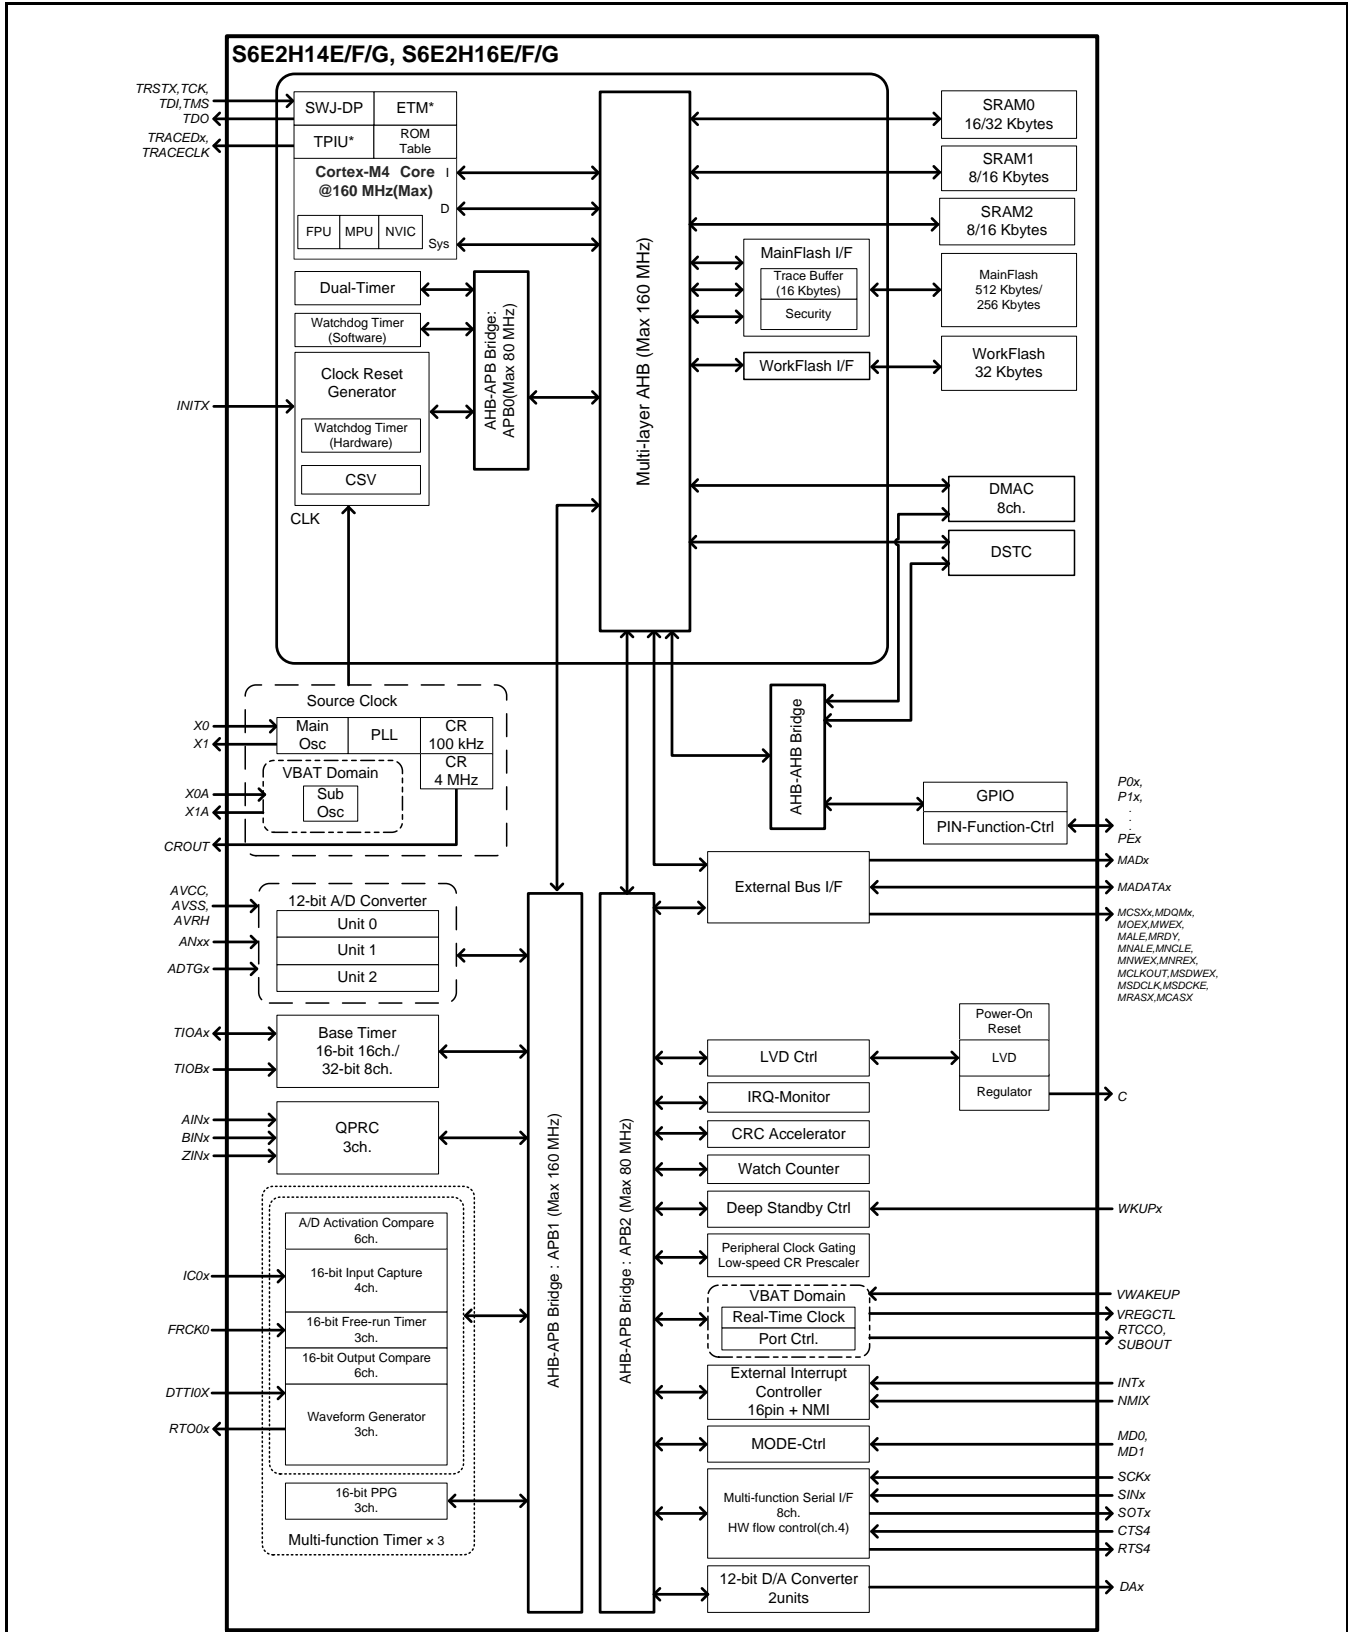 S6E2H14E/F/G, S6E2H16E/F/G
TRSTX,TCK,
TDI,TMS
TDO
TRACEDx,
TRACECLK
SWJ-DP
ETM*
TPIU*
ROM
Table
Cortex-M4 Core
@160 MHz(Max)
I
D
Sys
FPU
MPU
NVIC
Dual-Timer
Watchdog Timer
(Software)
Clock Reset
Generator
Watchdog Timer
(Hardware)
CSV
CLK
INITX
AHB-APB Bridge:
APB0(Max 80 MHz)
Multi-layer AHB (Max 160 MHz)
SRAM0
16/32 Kbytes
SRAM1
8/16 Kbytes
SRAM2
8/16 Kbytes
MainFlash I/F
Trace Buffer
(16 Kbytes)
Security
MainFlash
512 Kbytes/
256 Kbytes
WorkFlash I/F
WorkFlash
32 Kbytes
DMAC
8ch.
DSTC
AHB-AHB Bridge
GPIO
PIN-Function-Ctrl
P0x,
P1x,
.
.
PEx
Source Clock
X0
X1
Main
Osc
PLL
CR
100 kHz
CR
4 MHz
VBAT Domain
Sub
Osc
X0A
X1A
CROUT
External Bus I/F
MADx
MADATAx
MCSXx,MDQMx,
MOEX,MWEX,
MALE,MRDY,
MNALE,MNCLE,
MNWEX,MNREX,
MCLKOUT,MSDWEX,
MSDCLK,MSDCKE,
MRASX,MCASX
AVCC,
AVSS,
AVRH
ANxx
ADTGx
12-bit A/D Converter
Unit 0
Unit 1
Unit 2
TIOAx
TIOBx
Base Timer
16-bit 16ch./
32-bit 8ch.
AINx
BINx
ZINx
QPRC
3ch.
A/D Activation Compare
6ch.
IC0x
16-bit Input Capture
4ch.
FRCK0
16-bit Free-run Timer
3ch.
16-bit Output Compare
6ch.
DTTI0X
RTO0x
Waveform Generator
3ch.
16-bit PPG
3ch.
Multi-function Timer × 3
AHB-APB Bridge : APB1 (Max 160 MHz)
AHB-APB Bridge : APB2 (Max 80 MHz)
LVD Ctrl
Power-On
Reset
LVD
Regulator
C
IRQ-Monitor
CRC Accelerator
Watch Counter
Deep Standby Ctrl
WKUPx
Peripheral Clock Gating
Low-speed CR Prescaler
VBAT Domain
Real-Time Clock
Port Ctrl.
VWAKEUP
VREGCTL
RTCCO,
SUBOUT
External Interrupt
Controller
16pin + NMI
INTx
NMIX
MODE-Ctrl
MD0,
MD1
Multi-function Serial I/F
8ch.
HW flow control(ch.4)
SCKx
SINx
SOTx
CTS4
RTS4
12-bit D/A Converter
2units
DAx